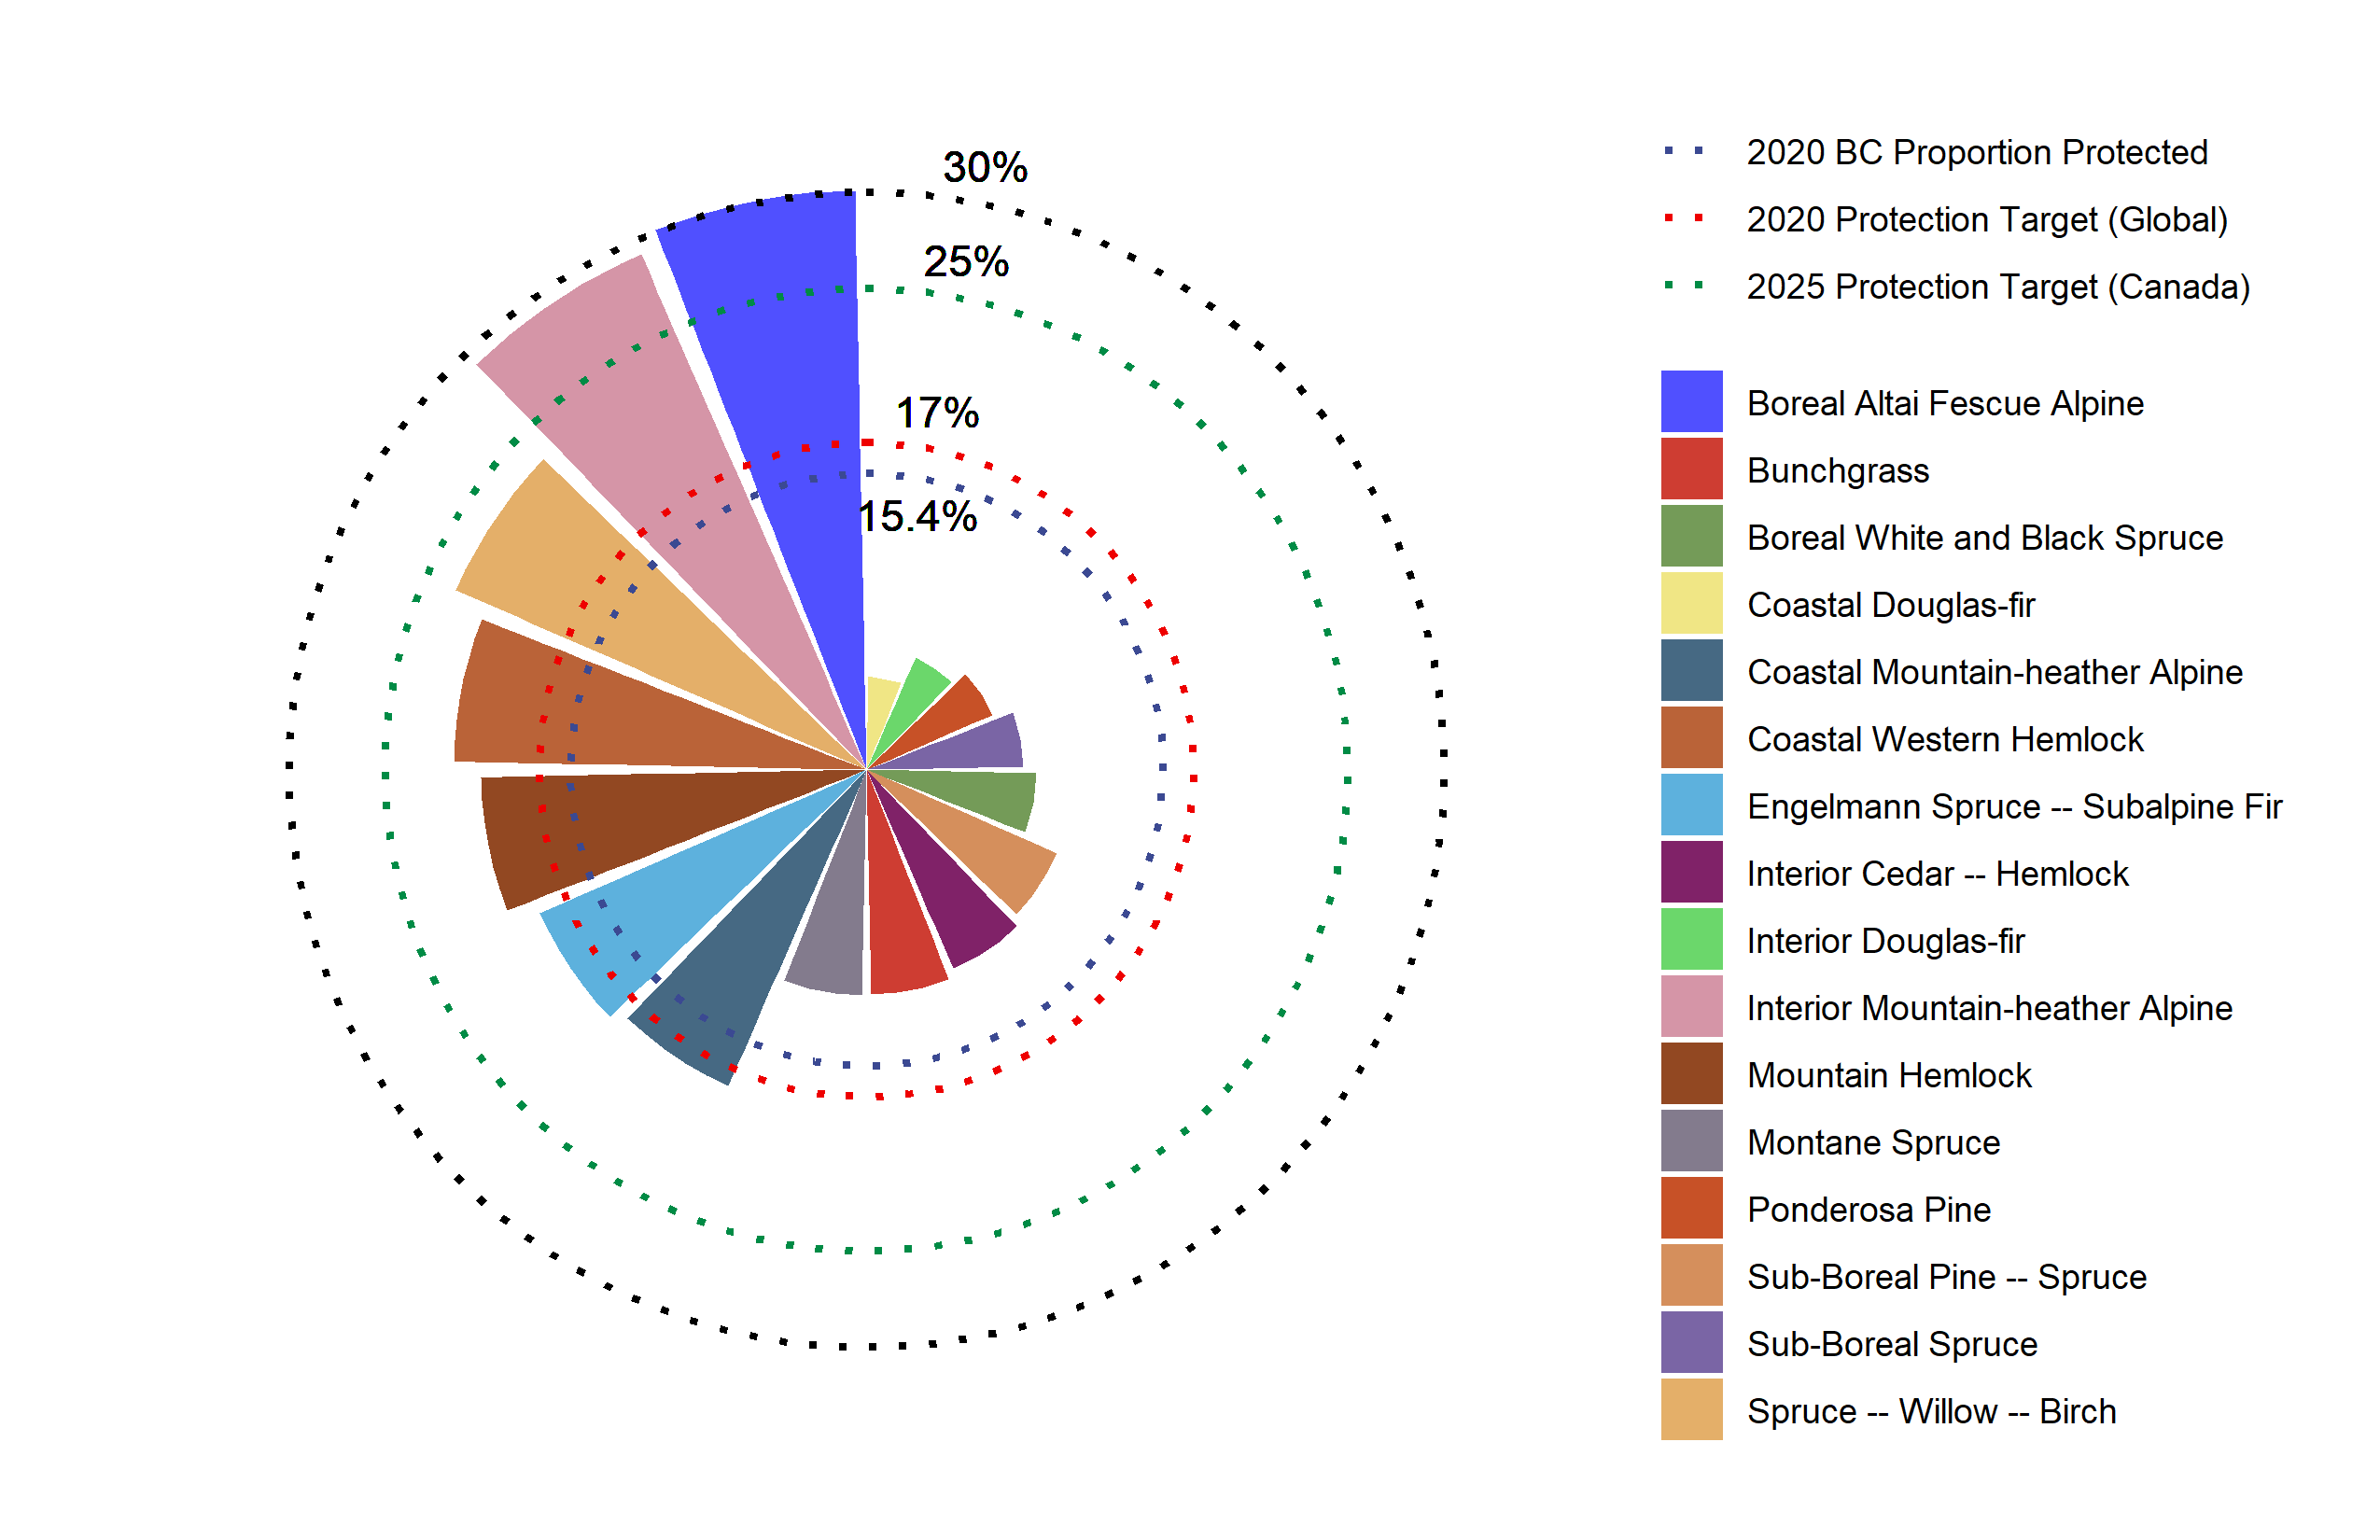 30%
25%
17%
15.4%
2020 BC Proportion Protected
2020 Protection Target (Global)
2025 Protection Target (Canada)
Boreal Altai Fescue Alpine
Bunchgrass
Boreal White and Black Spruce
Coastal Douglas-fir
Coastal Mountain-heather Alpine
Coastal Western Hemlock
Engelmann Spruce -- Subalpine Fir
Interior Cedar -- Hemlock
Interior Douglas-fir
Interior Mountain-heather Alpine
Mountain Hemlock
Montane Spruce
Ponderosa Pine
Sub-Boreal Pine -- Spruce
Sub-Boreal Spruce
Spruce -- Willow -- Birch